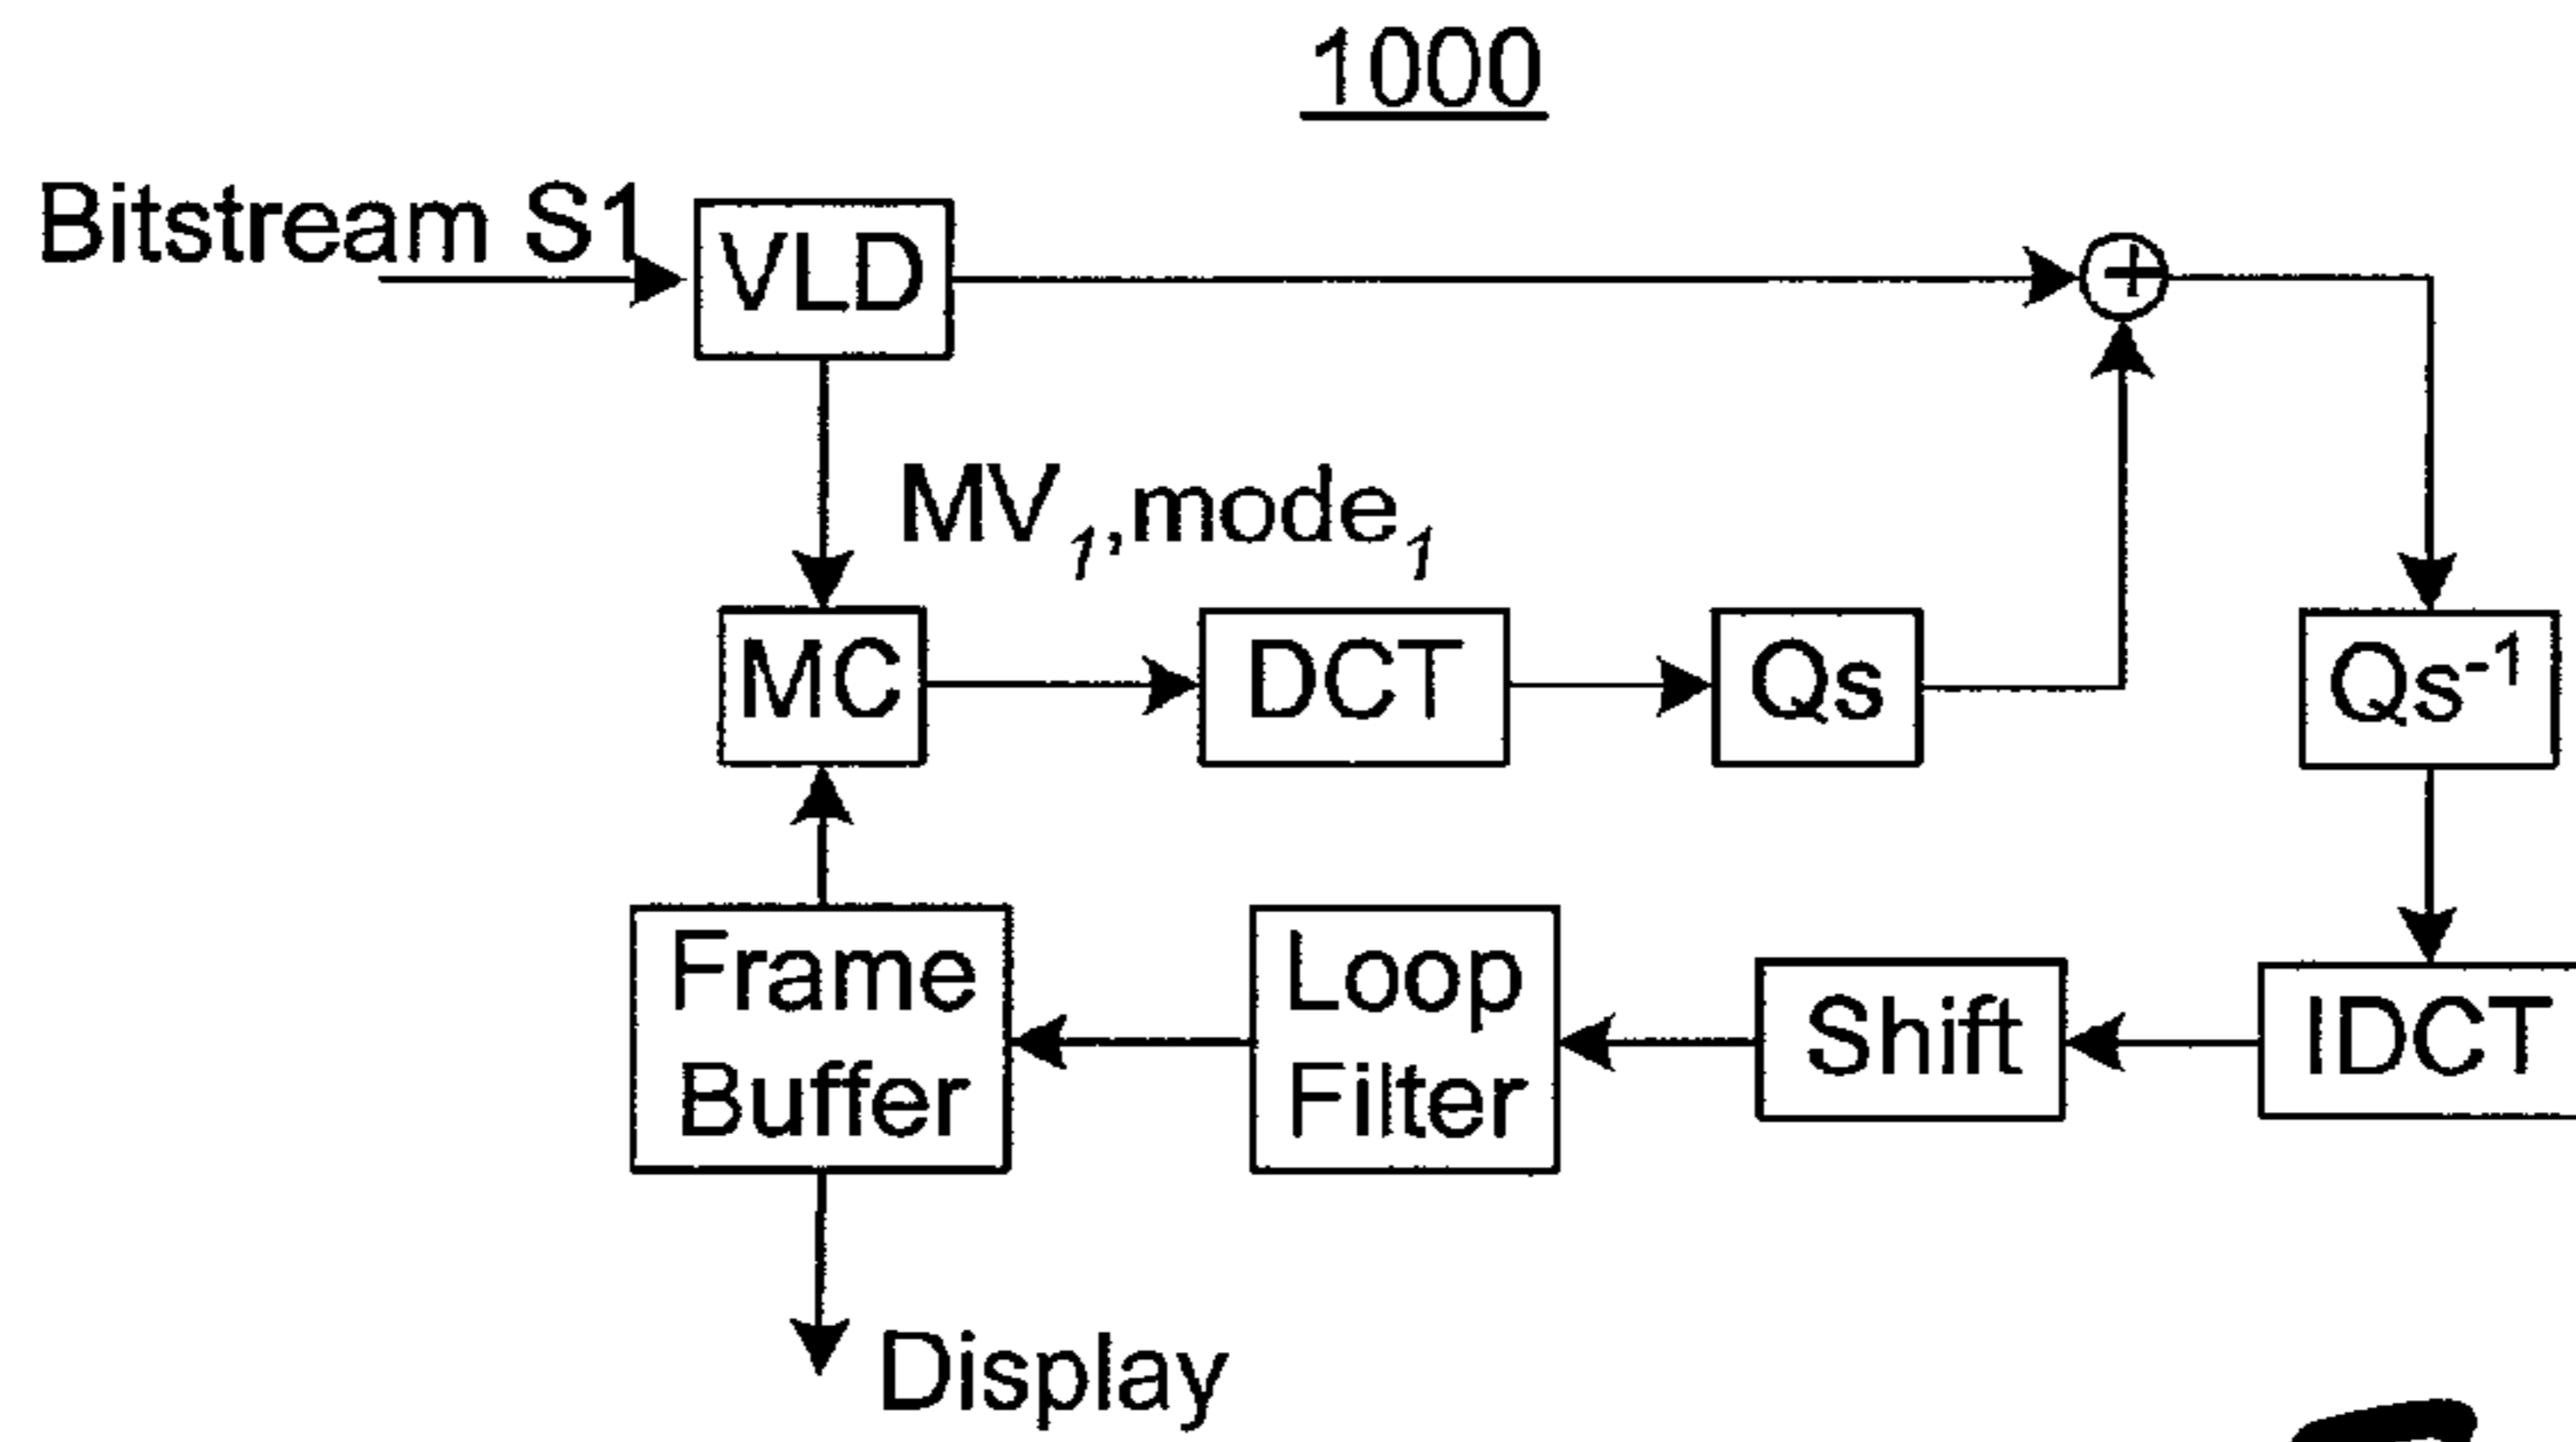 1000
Bitstream S1
VLD
+
MV1,mode1
MC
DCT
Qs
Qs-1
Frame
Buffer
Loop
Filter
Shift
IDCT
Display